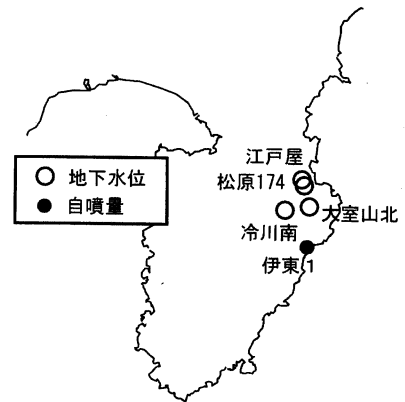 江戸屋
松原174
地下水位
自噴量
大室山北
冷川南
伊東1